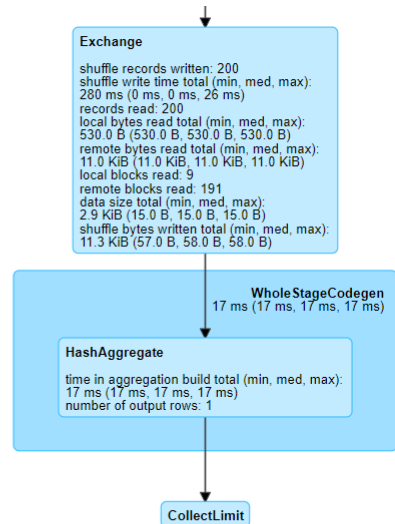 Exchange
shuffle records written: 200
shuffle write time total (min, med, max):
280 ms (0 ms, 0 ms, 26 ms)
records read: 200
local bytes read total (min, med, max):
530.0 B (530.0 B, 530.0 B, 530.0 B)
remote bytes read total (min, med, max):
11.0 KiB (11.0 KiB, 11.0 KiB, 11.0 KiB)
local blocks read: 9
remote blocks read: 191
data size total (min, med, max):
2.9 KiB (15.0 B, 15.0 B, 15.0 B)
shuffle bytes written total (min, med, max):
11.3 KiB (57.0 B, 58.0 B, 58.0 B)
WholeStageCodegen
17 ms (17 ms, 17 ms, 17 ms)
HashAggregate
time in aggregation build total (min, med, max):
17 ms (17 ms, 17 ms, 17 ms)
number of output rows: 1
CollectLimit